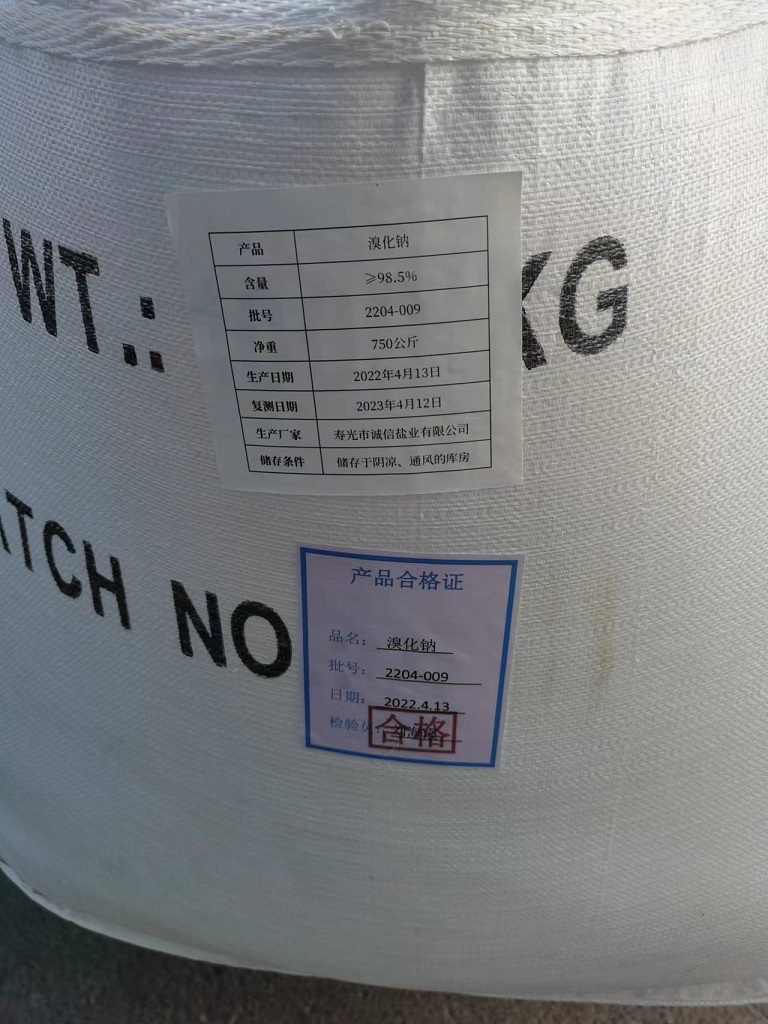 WT.: KG
产品 溴化钠
含量 ≥98.5%
批号 2204-009
净重 750公斤
生产日期 2022年4月13日
复测日期 2023年4月12日
生产厂家 寿光市诚信盐业有限公司
储存条件 储存于阴凉、通风的库房
ATCH NO
产品合格证
品名: 溴化钠
批号: 2204-009
日期: 2022.4.13
检验员:
合格